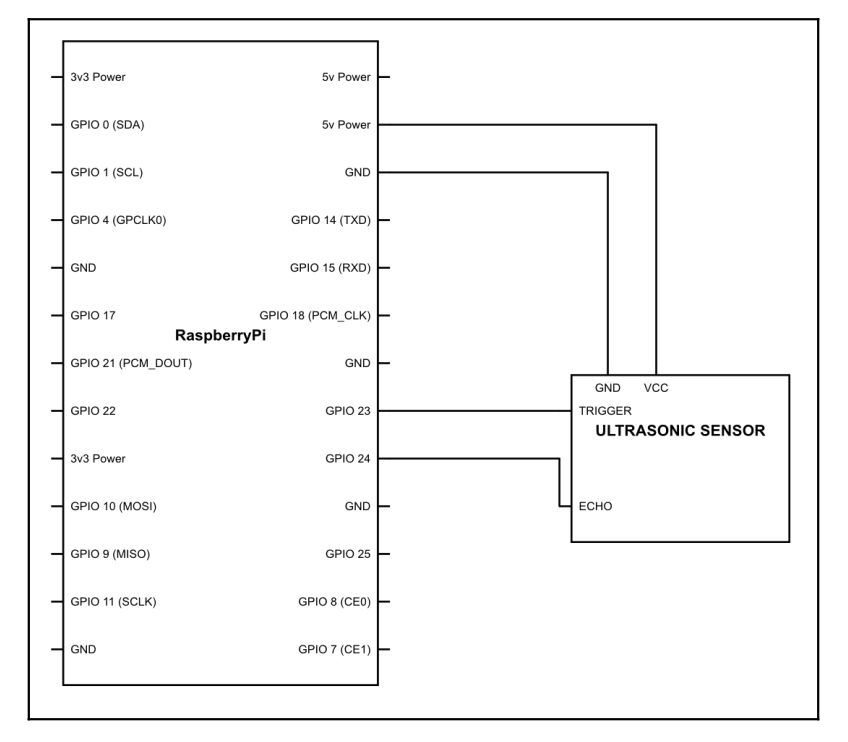 3v3 Power
5v Power
GPIO 0 (SDA)
5v Power
GPIO 1 (SCL)
GND
GPIO 4 (GPCLK0)
GPIO 14 (TXD)
GND
GPIO 15 (RXD)
GPIO 17
GPIO 18 (PCM_CLK)
RaspberryPi
GPIO 21 (PCM_DOUT)
GND
GND
VCC
GPIO 22
GPIO 23
TRIGGER
ULTRASONIC SENSOR
3v3 Power
GPIO 24
GPIO 10 (MOSI)
GND
ECHO
GPIO 9 (MISO)
GPIO 25
GPIO 11 (SCLK)
GPIO 8 (CE0)
GND
GPIO 7 (CE1)